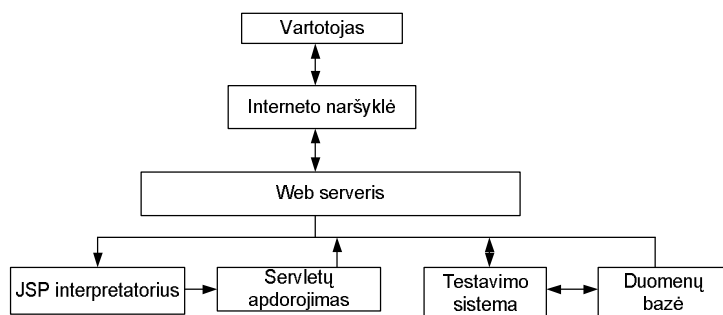 Vartotojas
Interneto naršyklė
Web serveris
JSP interpretatorius
Servletų
apdorojimas
Testavimo
sistema
Duomenų
bazė